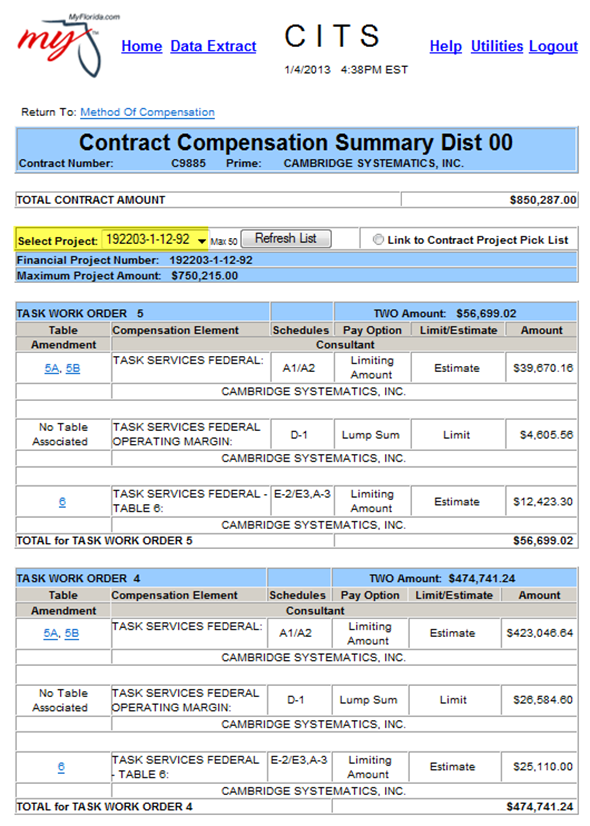 MyFlorida.com
my
TM
Home Data Extract
C I T S
Help Utilities Logout
1/4/2013 4:38PM EST
Return To: Method Of Compensation
Contract Compensation Summary Dist 00
Contract Number: C9885 Prime: CAMBRIDGE SYSTEMATICS, INC.
TOTAL CONTRACT AMOUNT $850,287.00
Select Project: 192203-1-12-92 Max 50 Refresh List Link to Contract Project Pick List
Financial Project Number: 192203-1-12-92
Maximum Project Amount: $750,215.00
TASK WORK ORDER 5 TWO Amount: $56,699.02
Table Compensation Element Schedules Pay Option Limit/Estimate Amount
Amendment Consultant
5A, 5B TASK SERVICES FEDERAL: A1/A2 Limiting Amount Estimate $39,670.16
CAMBRIDGE SYSTEMATICS, INC.
No Table Associated TASK SERVICES FEDERAL OPERATING MARGIN: D-1 Lump Sum Limit $4,605.56
CAMBRIDGE SYSTEMATICS, INC.
6 TASK SERVICES FEDERAL - TABLE 6: E-2/E3,A-3 Limiting Amount Estimate $12,423.30
CAMBRIDGE SYSTEMATICS, INC.
TOTAL for TASK WORK ORDER 5 $56,699.02
TASK WORK ORDER 4 TWO Amount: $474,741.24
Table Compensation Element Schedules Pay Option Limit/Estimate Amount
Amendment Consultant
5A, 5B TASK SERVICES FEDERAL: A1/A2 Limiting Amount Estimate $423,046.64
CAMBRIDGE SYSTEMATICS, INC.
No Table Associated TASK SERVICES FEDERAL OPERATING MARGIN: D-1 Lump Sum Limit $26,584.60
CAMBRIDGE SYSTEMATICS, INC.
6 TASK SERVICES FEDERAL - TABLE 6: E-2/E3,A-3 Limiting Amount Estimate $25,110.00
CAMBRIDGE SYSTEMATICS, INC.
TOTAL for TASK WORK ORDER 4 $474,741.24